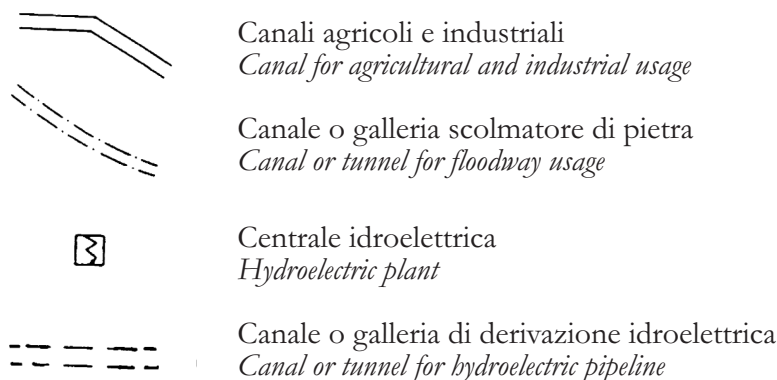 Canali agricoli e industriali
Canal for agricultural and industrial usage
Canale o galleria scolmatore di pietra
Canal or tunnel for floodway usage
Centrale idroelettrica
Hydroelectric plant
Canale o galleria di derivazione idroelettrica
Canal or tunnel for hydroelectric pipeline